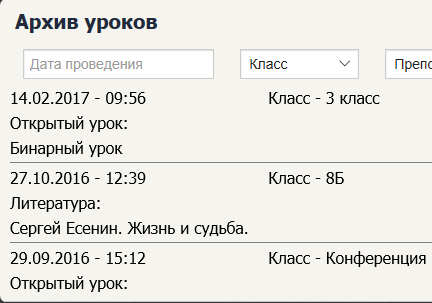 Архив уроков
Дата проведения Класс
14.02.2017 - 09:56 Класс - 3 класс
Открытый урок:
Бинарный урок
27.10.2016 - 12:39 Класс - 8Б
Литература:
Сергей Есенин. Жизнь и судьба.
29.09.2016 - 15:12 Класс - Конференция
Открытый урок: